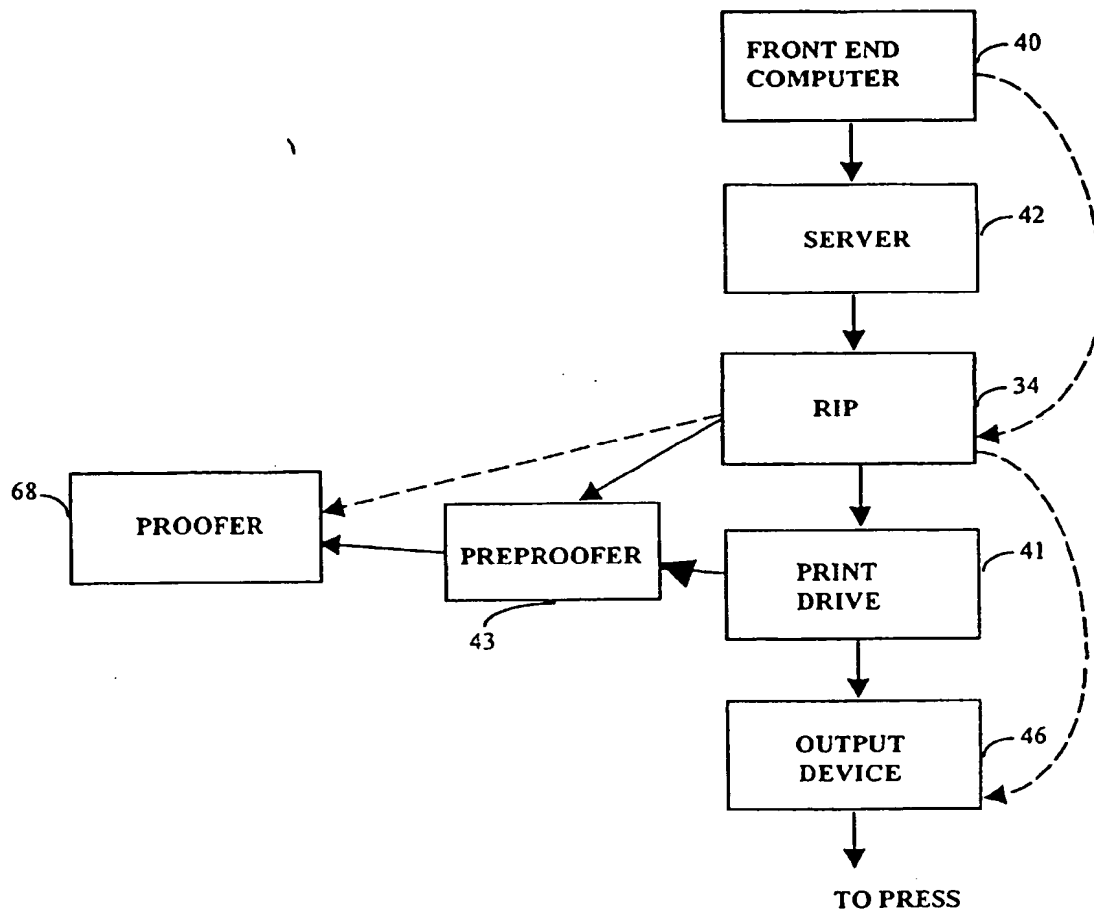 FRONT END
COMPUTER
40
SERVER
42
RIP
34
68
PROOFER
PREPROOFER
43
PRINT
DRIVE
41
OUTPUT
DEVICE
46
TO PRESS